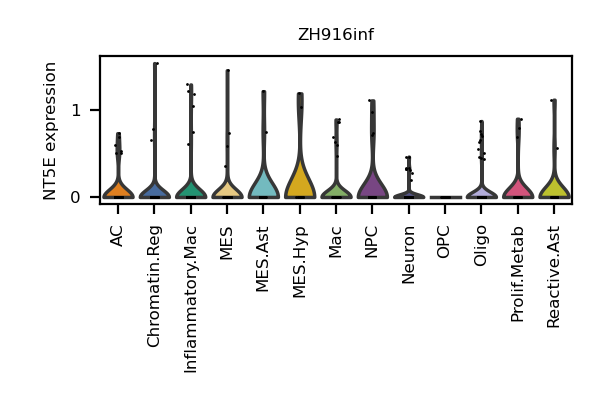 ZH916inf
NT5E expression
1
0
AC
Chromatin.Reg
Inflammatory.Mac
MES
MES.Ast
MES.Hyp
Mac
NPC
Neuron
OPC
Oligo
Prolif.Metab
Reactive.Ast